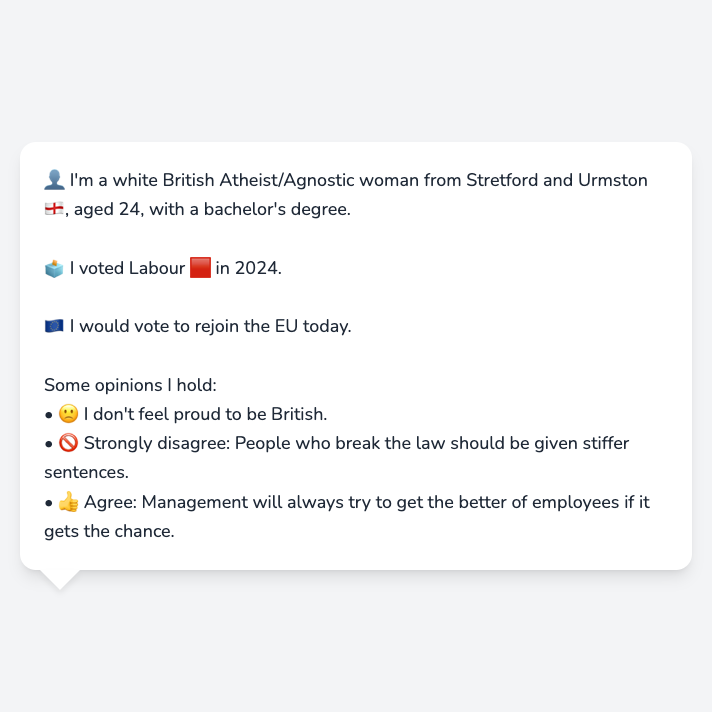 👤 I'm a white British Atheist/Agnostic woman from Stretford and Urmston
🏴󠁧󠁢󠁥󠁮󠁧󠁿, aged 24, with a bachelor's degree.
🗳️ I voted Labour 🟥 in 2024.
🇪🇺 I would vote to rejoin the EU today.
Some opinions I hold:
• 🙁 I don't feel proud to be British.
• 🚫 Strongly disagree: People who break the law should be given stiffer
sentences.
• 👍 Agree: Management will always try to get the better of employees if it
gets the chance.